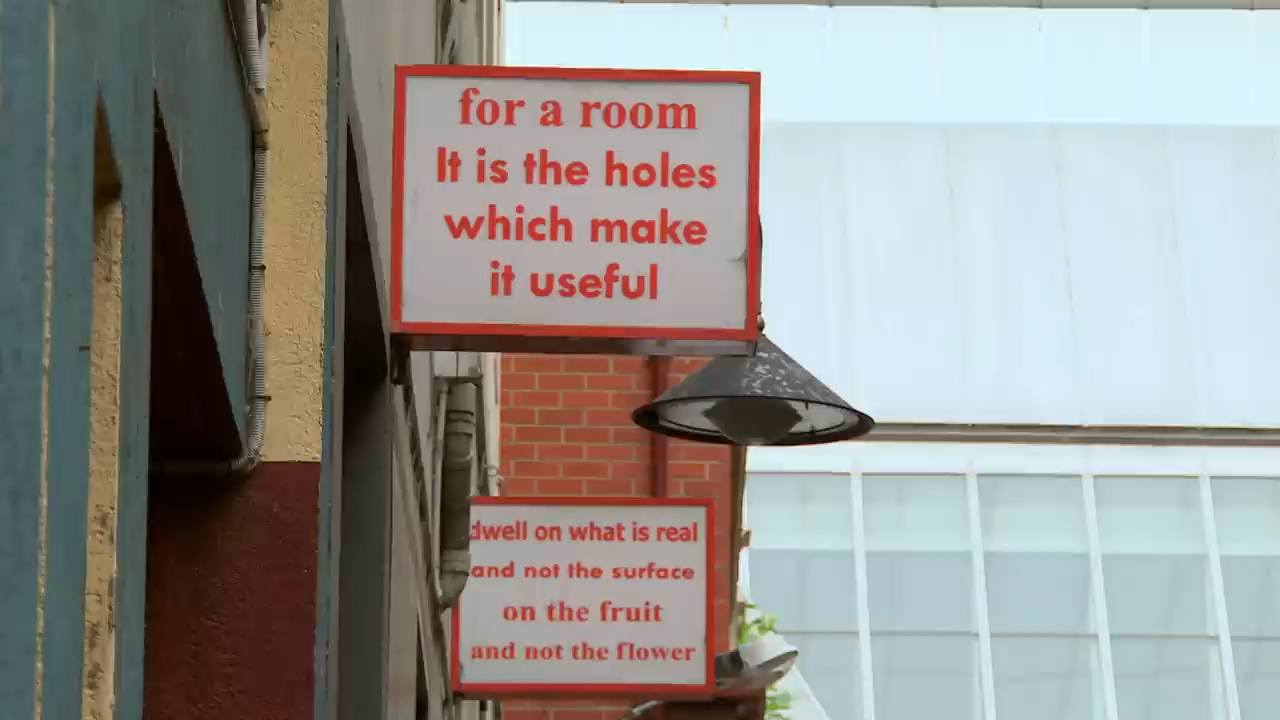 for a room
It is the holes
which make
it useful
dwell on what is real
and not the surface
on the fruit
and not the flower